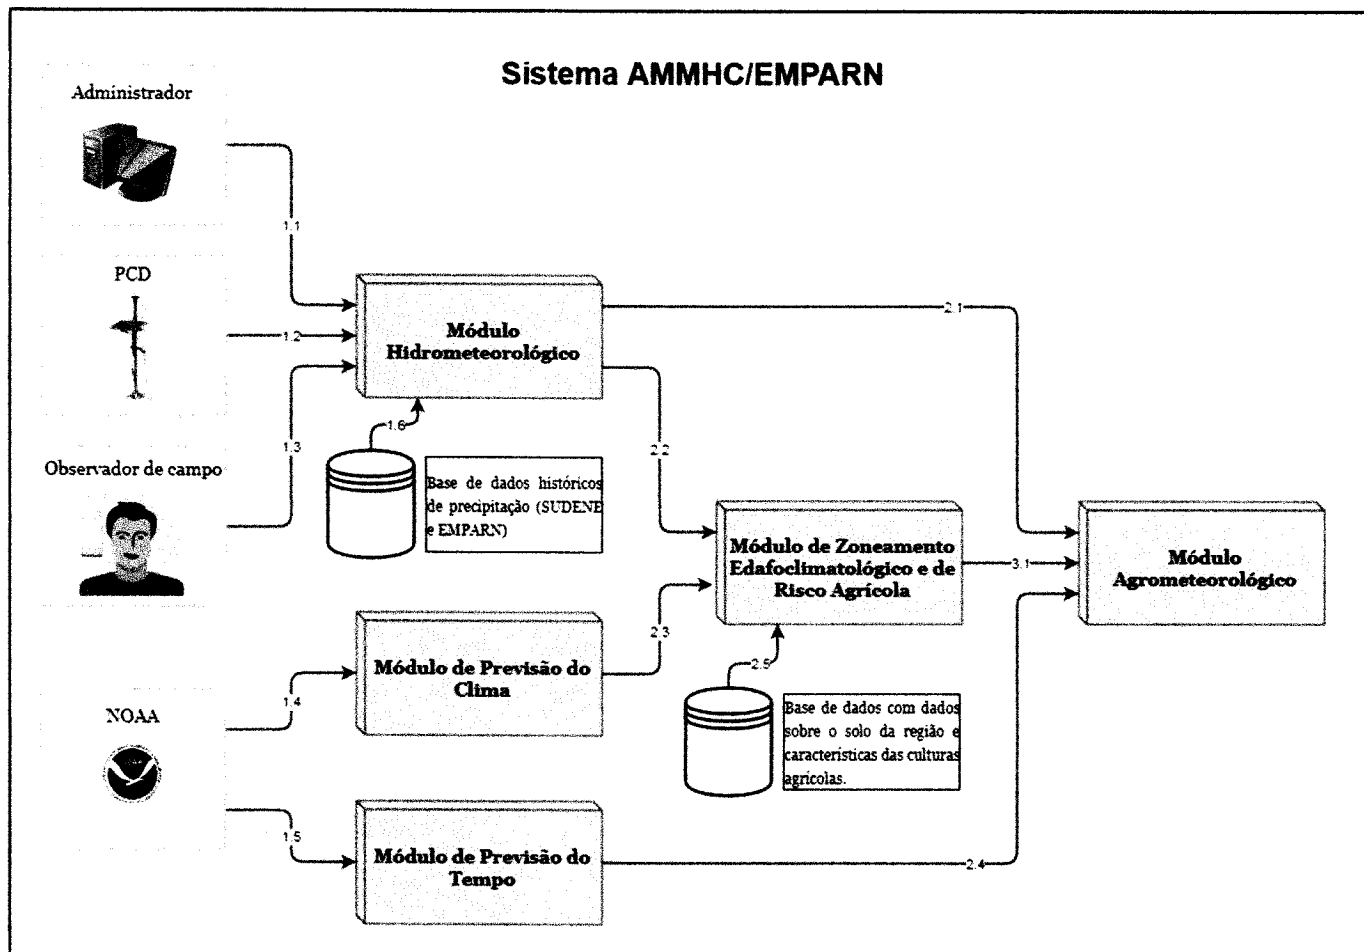 Sistema AMMHC/EMPARN
Administrador
1.1
PCD
1.2
Módulo
Hidrometeorológico
2.1
1.3
1.6
2.2
Observador de campo
Base de dados históricos
de precipitação (SUDENE
e EMPARN)
Módulo de Zoneamento
Edafoclimatológico e de
Risco Agrícola
3.1
Módulo
Agrometeorológico
2.3
2.5
Módulo de Previsão do
Clima
1.4
NOAA
Base de dados com dados
sobre o solo da região e
características das culturas
agrícolas.
1.5
Módulo de Previsão do
Tempo
2.4